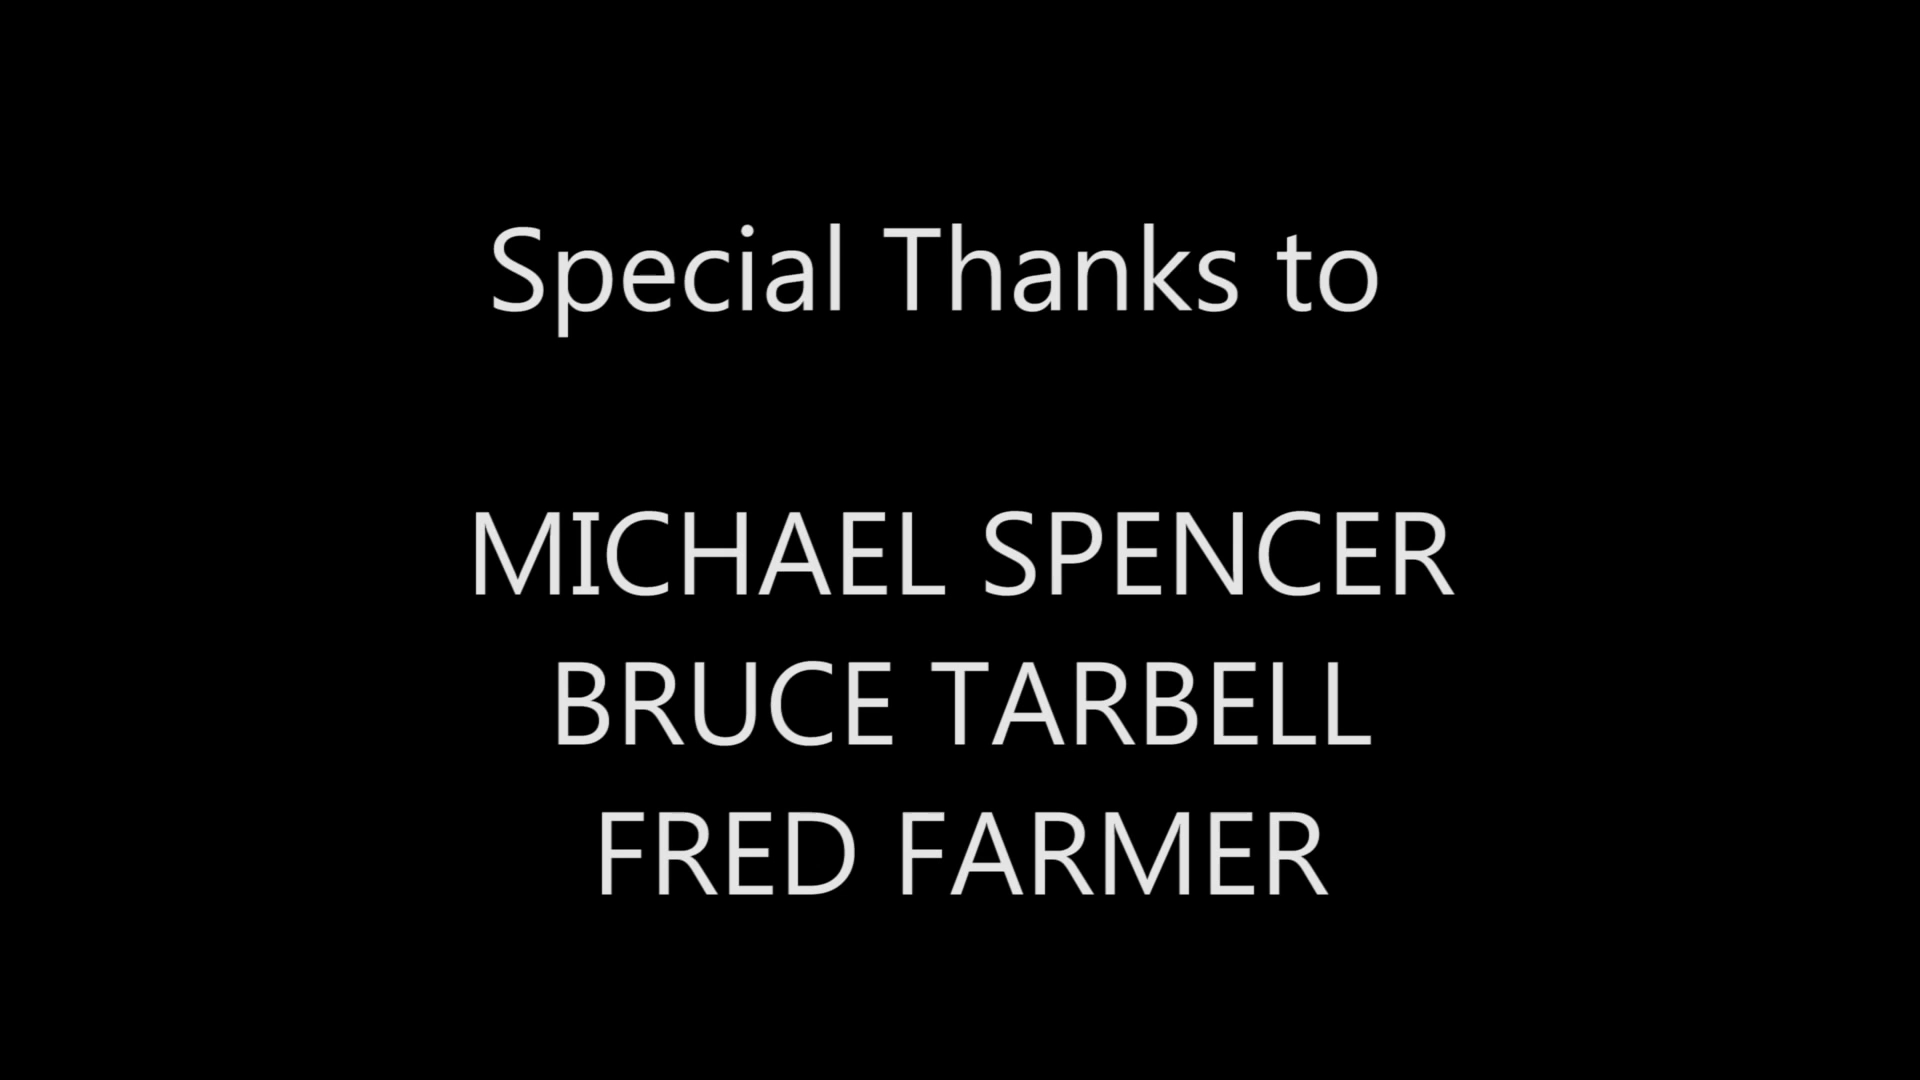 Special Thanks to
MICHAEL SPENCER
BRUCE TARBELL
FRED FARMER